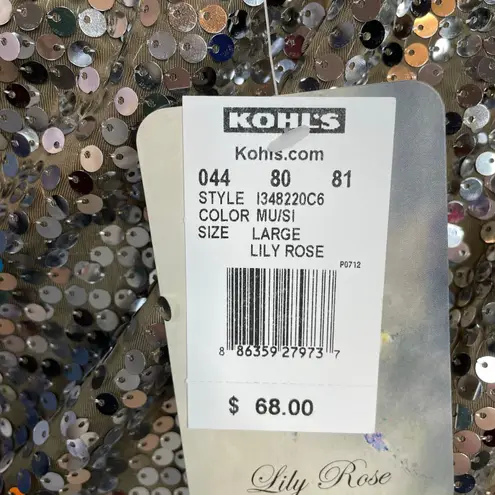 KOHL'S
Kohls.com
044 80 81
STYLE I348220C6
COLOR MU/SI
SIZE LARGE
LILY ROSE
P0712
8 86359 27973 7
$ 68.00
Lily Rose